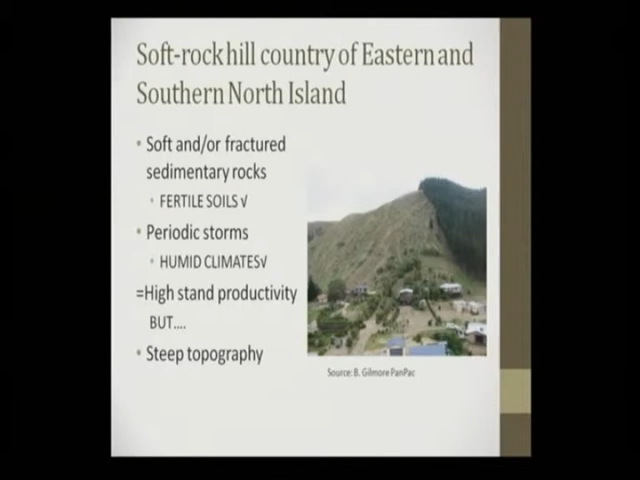 Soft-rock hill country of Eastern and
Southern North Island
• Soft and/or fractured
sedimentary rocks
• FERTILE SOILS √
• Periodic storms
• HUMID CLIMATES√
=High stand productivity
BUT....
• Steep topography
Source: B. Gilmore PanPac